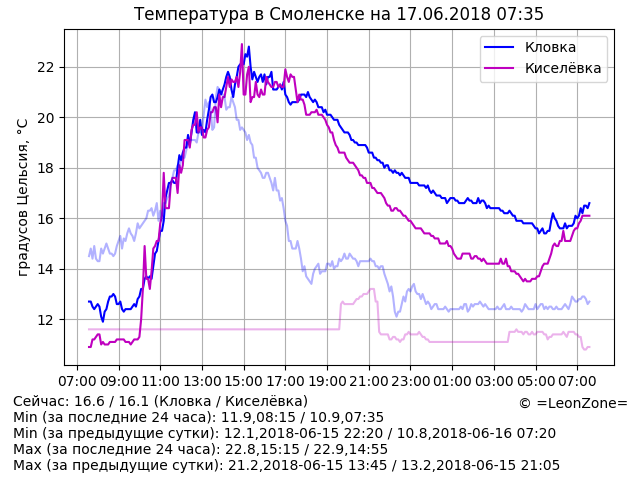 Температура в Смоленске на 17.06.2018 07:35
Кловка
Киселёвка
градусов Цельсия, °C
22
20
18
16
14
12
07:00 09:00 11:00 13:00 15:00 17:00 19:00 21:00 23:00 01:00 03:00 05:00 07:00
Сейчас: 16.6 / 16.1 (Кловка / Киселёвка)
© =LeonZone=
Min (за последние 24 часа): 11.9,08:15 / 10.9,07:35
Min (за предыдущие сутки): 12.1,2018-06-15 22:20 / 10.8,2018-06-16 07:20
Max (за последние 24 часа): 22.8,15:15 / 22.9,14:55
Max (за предыдущие сутки): 21.2,2018-06-15 13:45 / 13.2,2018-06-15 21:05